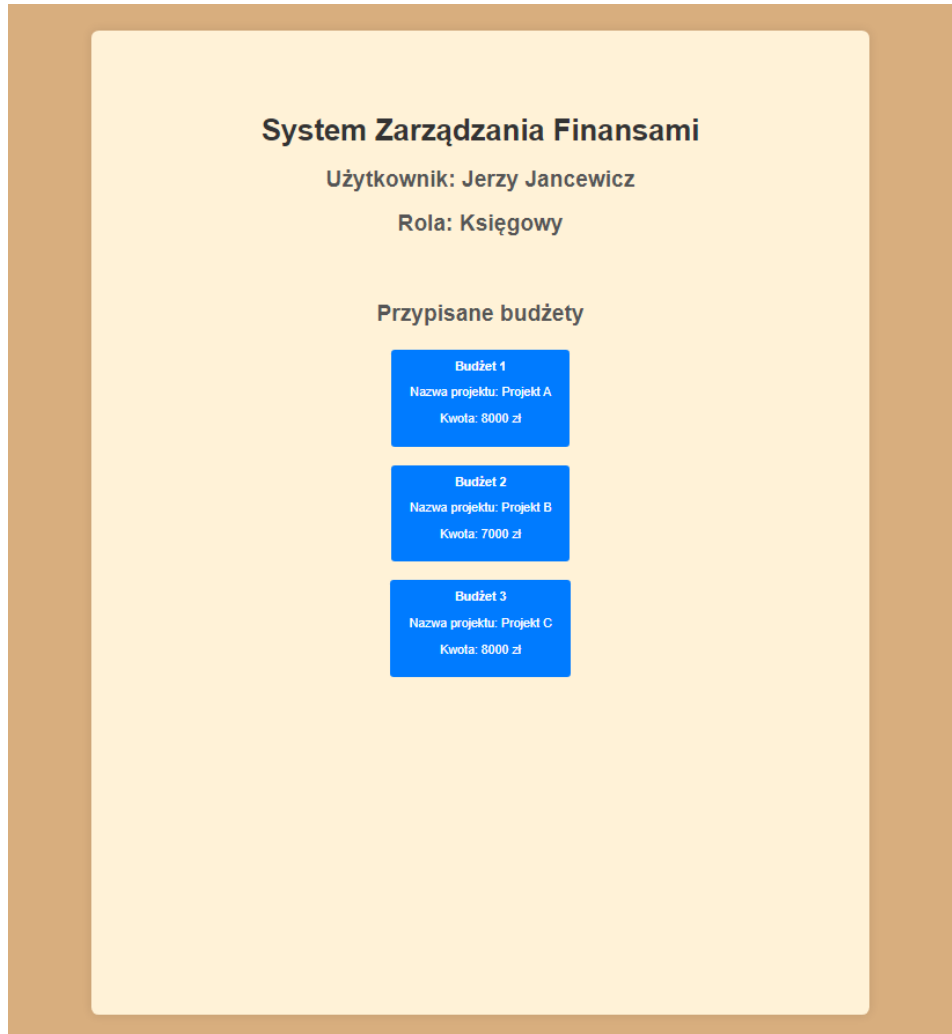 System Zarządzania Finansami
Użytkownik: Jerzy Jancewicz
Rola: Księgowy
Przypisane budżety
Budżet 1
Nazwa projektu: Projekt A
Kwota: 8000 zł
Budżet 2
Nazwa projektu: Projekt B
Kwota: 7000 zł
Budżet 3
Nazwa projektu: Projekt C
Kwota: 8000 zł